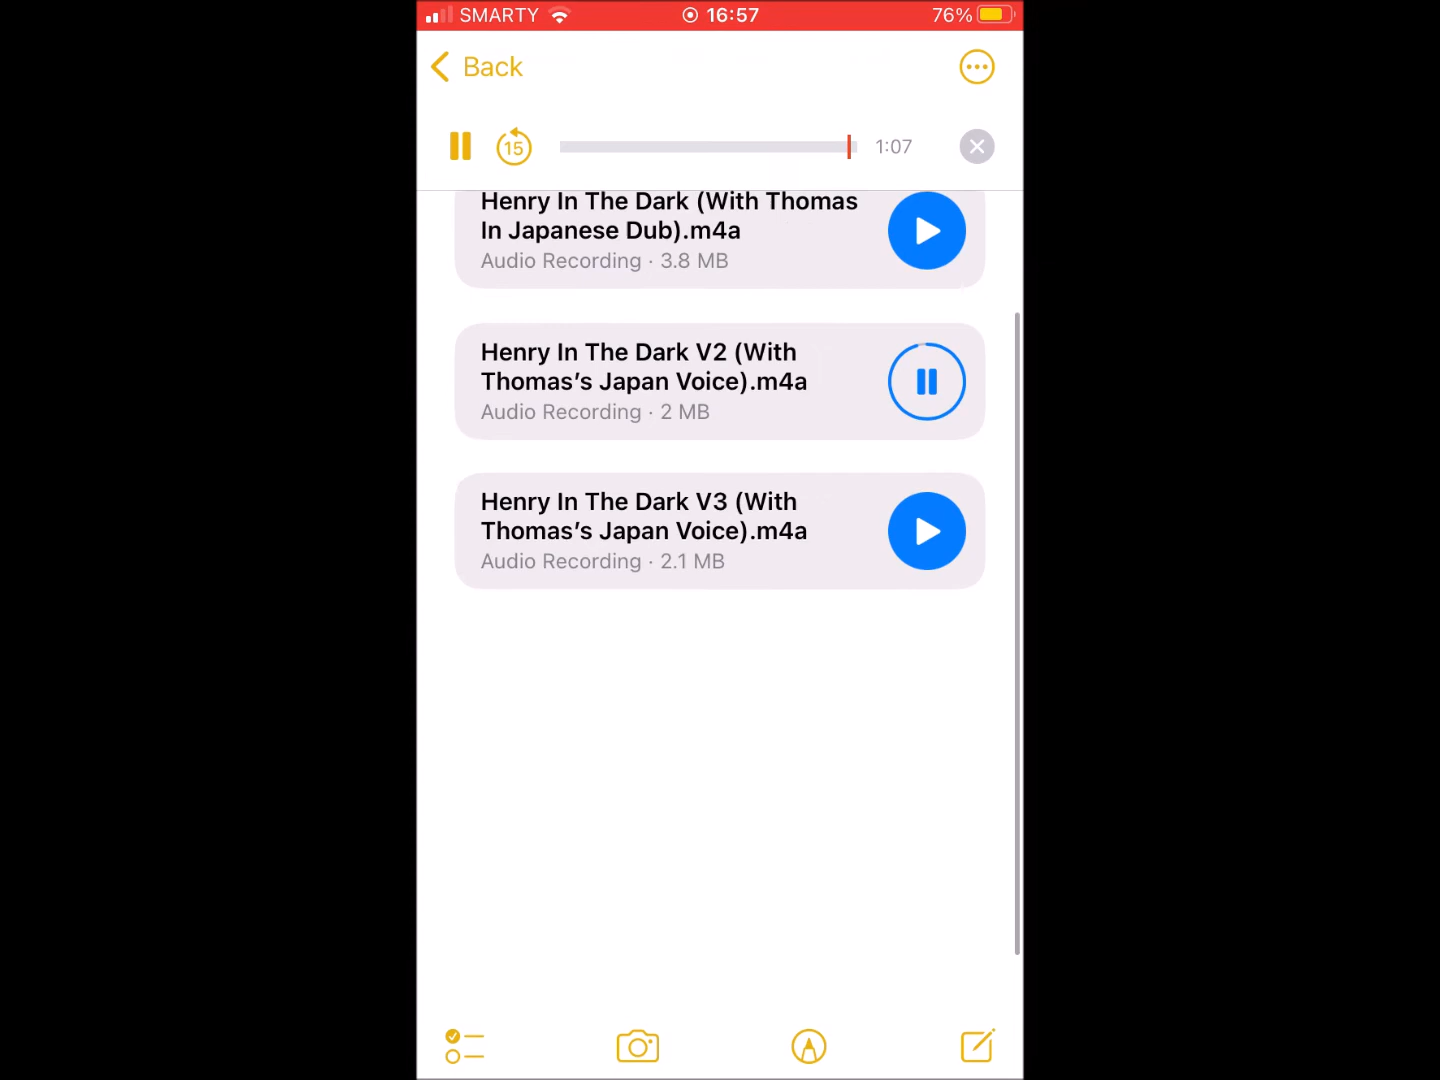 SMARTY 16:57 76%
Back
15 1:07
Henry In The Dark (With Thomas
In Japanese Dub).m4a
Audio Recording · 3.8 MB
Henry In The Dark V2 (With
Thomas’s Japan Voice).m4a
Audio Recording · 2 MB
Henry In The Dark V3 (With
Thomas’s Japan Voice).m4a
Audio Recording · 2.1 MB